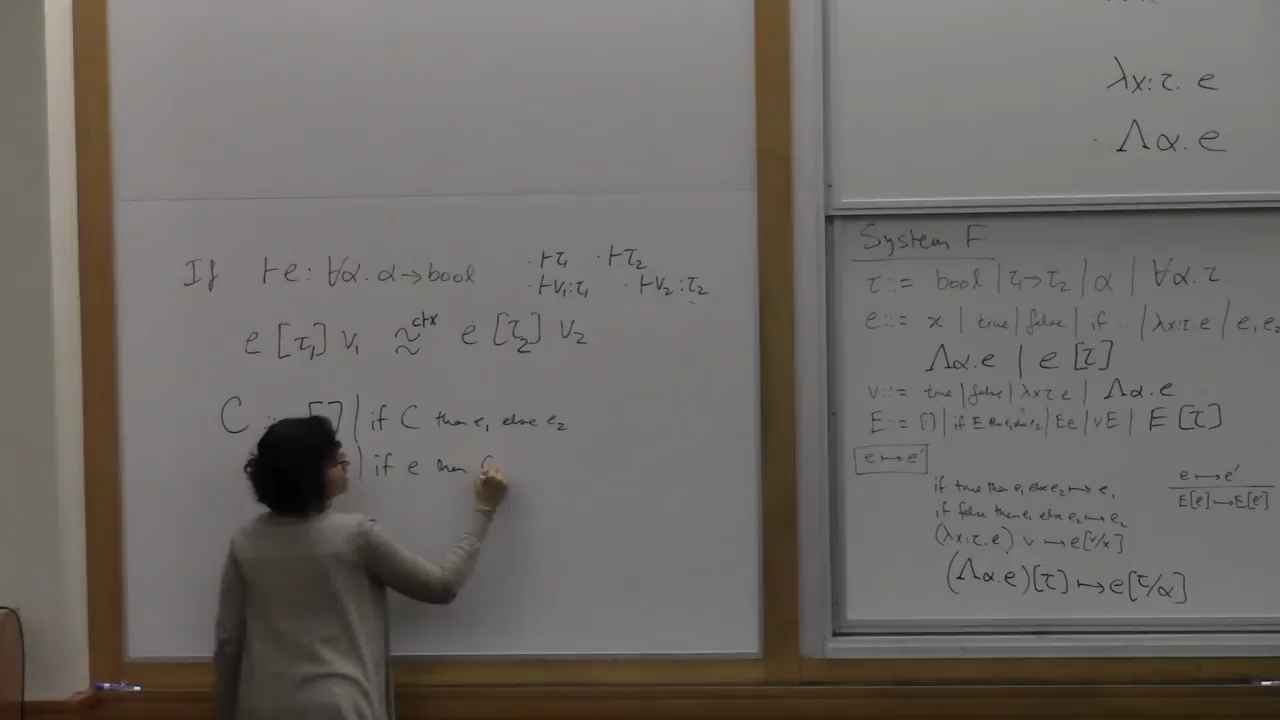 If ⊢e: ∀α. α→bool · ⊢τ₁ · ⊢τ₂
· ⊢v₁:τ₁ · ⊢v₂:τ₂
e [τ₁] v₁ ≈ctx e [τ₂] v₂
C [] | if C then e₁ else e₂
| if e then
λx:τ. e
Λα. e
System F
τ::= bool | τ₁→τ₂ | α | ∀α. τ
e::= x | true | false | if .. | λx:τ.e | e₁ e₂
Λα.e | e [τ]
v::= true | false | λx:τ.e | Λα.e
E::= [] | if E then e₁ else e₂ | E e | v E | E [τ]
e ↦ e'
if true then e₁ else e₂ ↦ e₁
if false then e₁ else e₂ ↦ e₂
(λx:τ.e) v ↦ e[v/x]
(Λα.e)[τ] ↦ e[τ/α]
e ↦ e'
E[e] ↦ E[e']